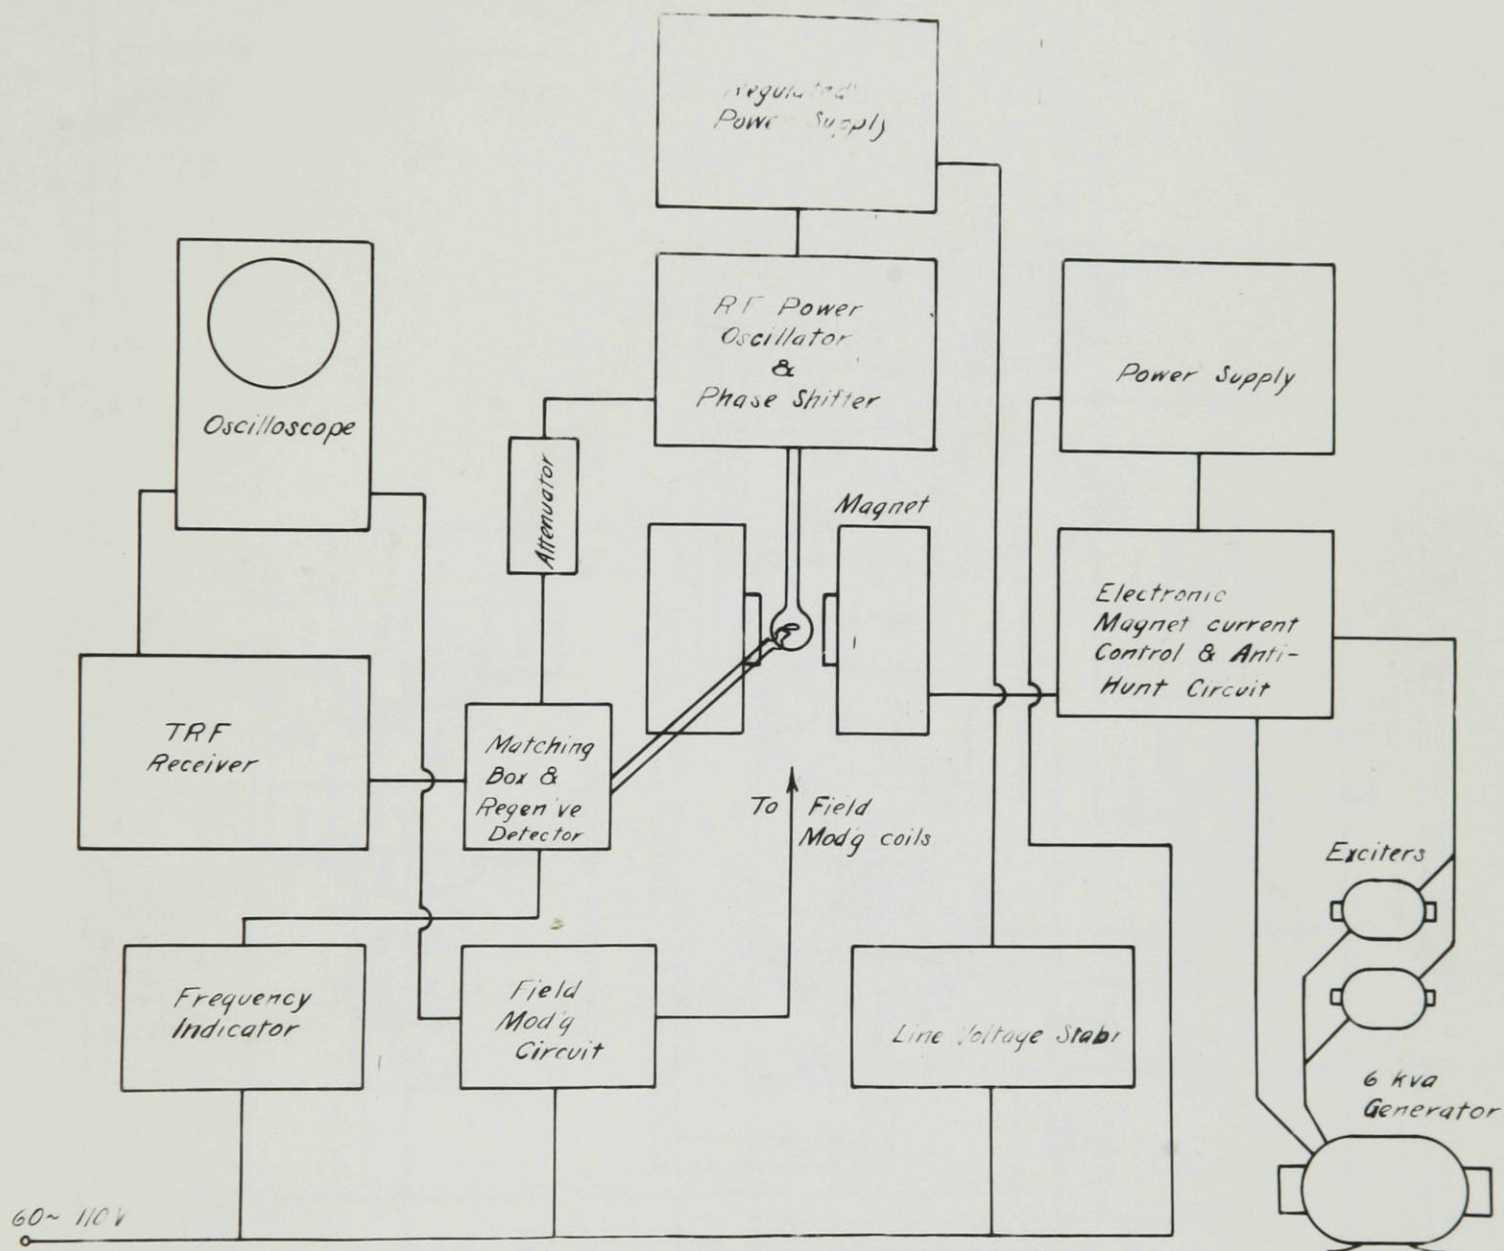 Regulated
Power Supply
RF Power
Oscillator
&
Phase Shifter
Power Supply
Oscilloscope
Attenuator
Magnet
Electronic
Magnet current
Control & Anti-
Hunt Circuit
TRF
Receiver
Matching
Box &
Regen've
Detector
To Field
Mod'g coils
Exciters
Frequency
Indicator
Field
Mod'g
Circuit
Line Voltage Stabr
6 kva
Generator
60~ 110 V